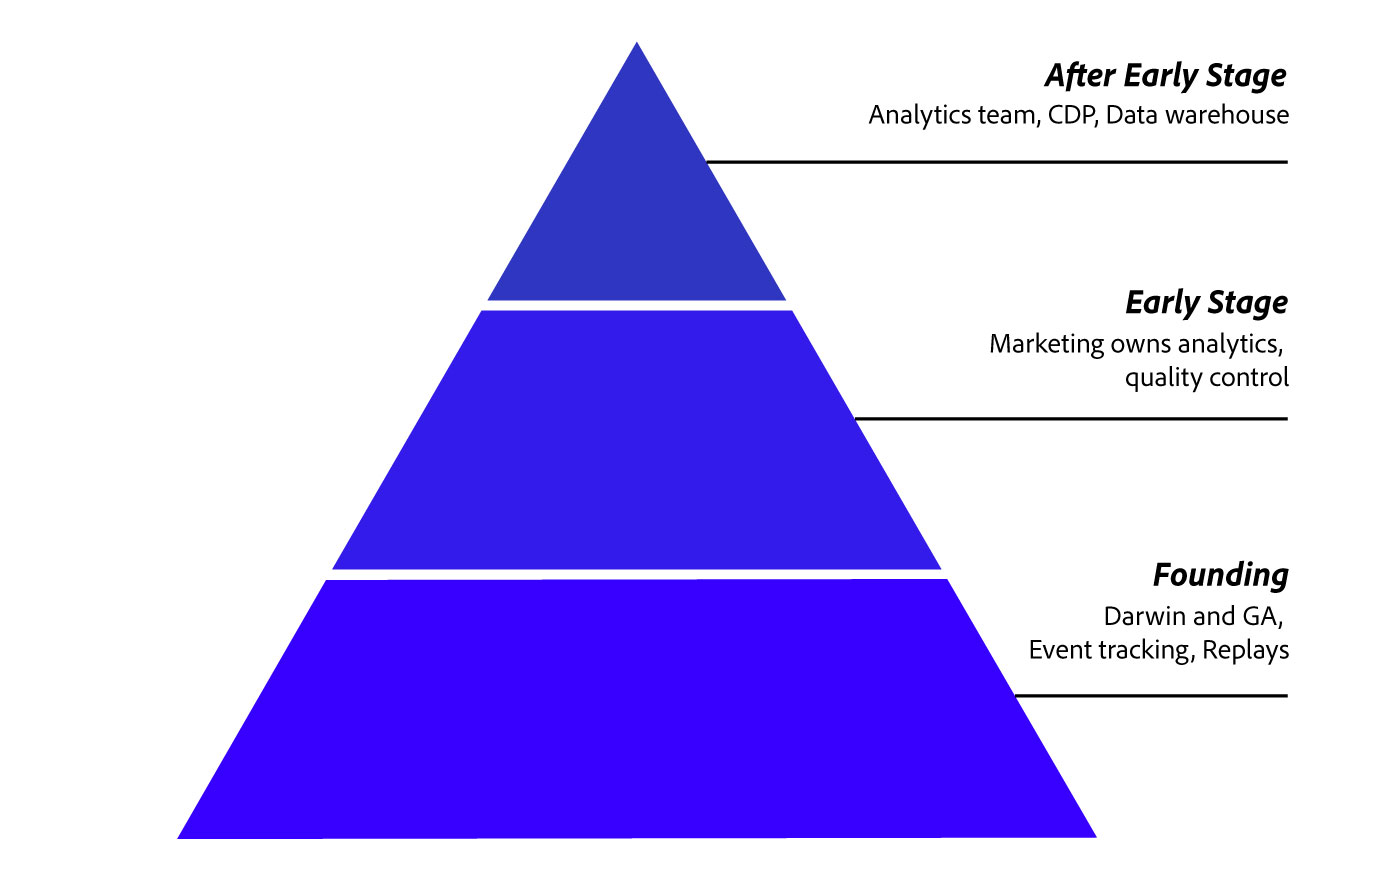 After Early Stage
Analytics team, CDP, Data warehouse
Early Stage
Marketing owns analytics,
quality control
Founding
Darwin and GA,
Event tracking, Replays